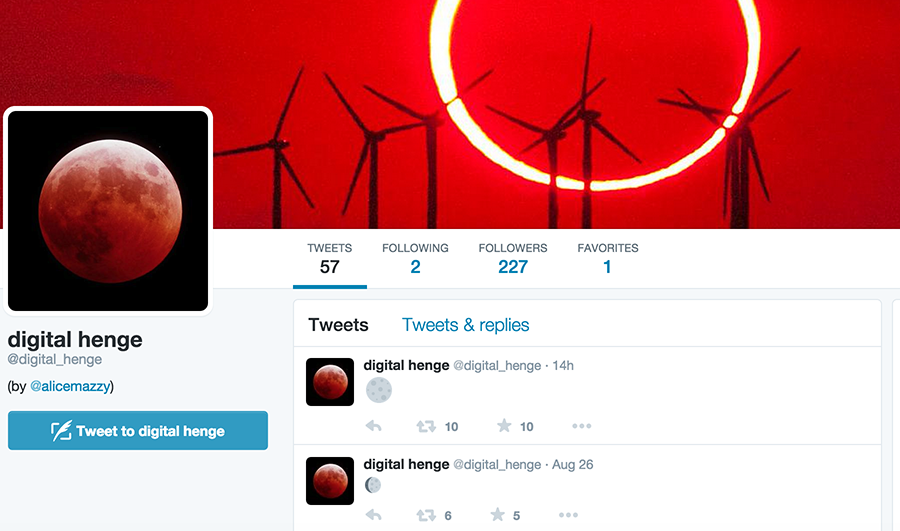 TWEETS FOLLOWING FOLLOWERS FAVORITES
57 2 227 1
digital henge
@digital_henge
(by @alicemazzy)
Tweet to digital henge
Tweets Tweets & replies
digital henge @digital_henge · 14h
10 10
digital henge @digital_henge · Aug 26
6 5